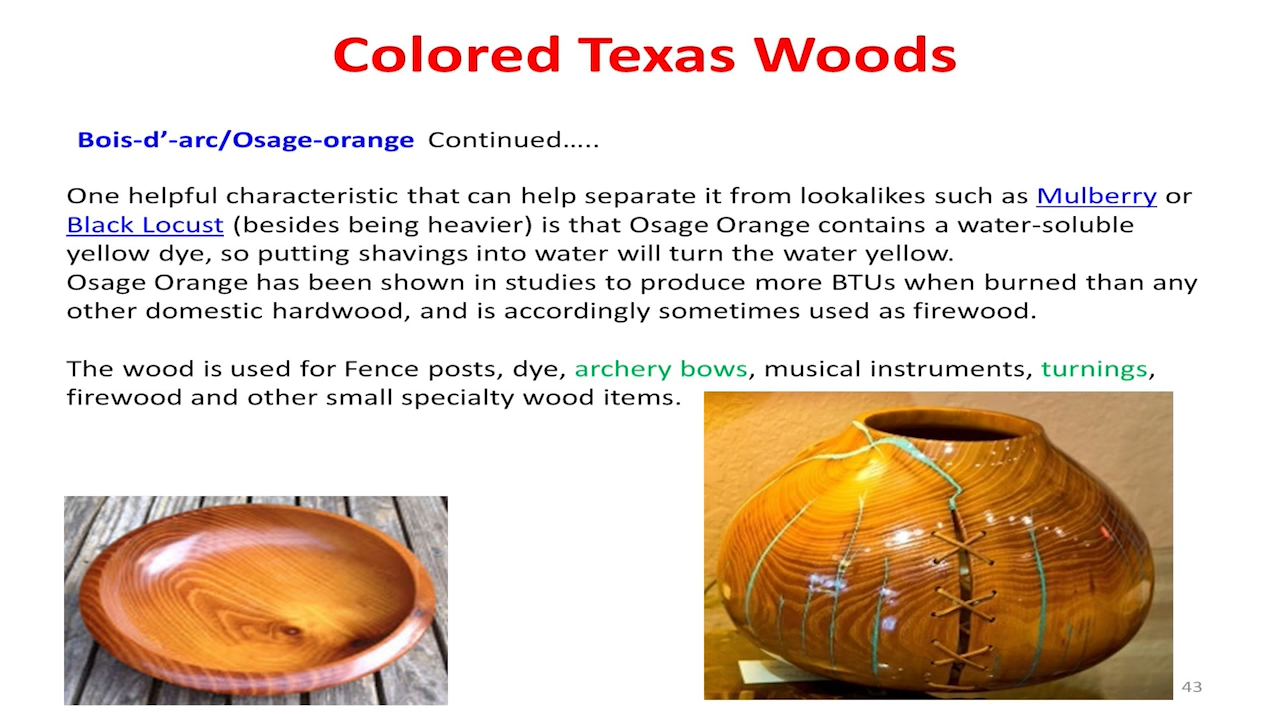 Colored Texas Woods
Bois-d’-arc/Osage-orange Continued…..
One helpful characteristic that can help separate it from lookalikes such as Mulberry or
Black Locust (besides being heavier) is that Osage Orange contains a water-soluble
yellow dye, so putting shavings into water will turn the water yellow.
Osage Orange has been shown in studies to produce more BTUs when burned than any
other domestic hardwood, and is accordingly sometimes used as firewood.
The wood is used for Fence posts, dye, archery bows, musical instruments, turnings,
firewood and other small specialty wood items.
43